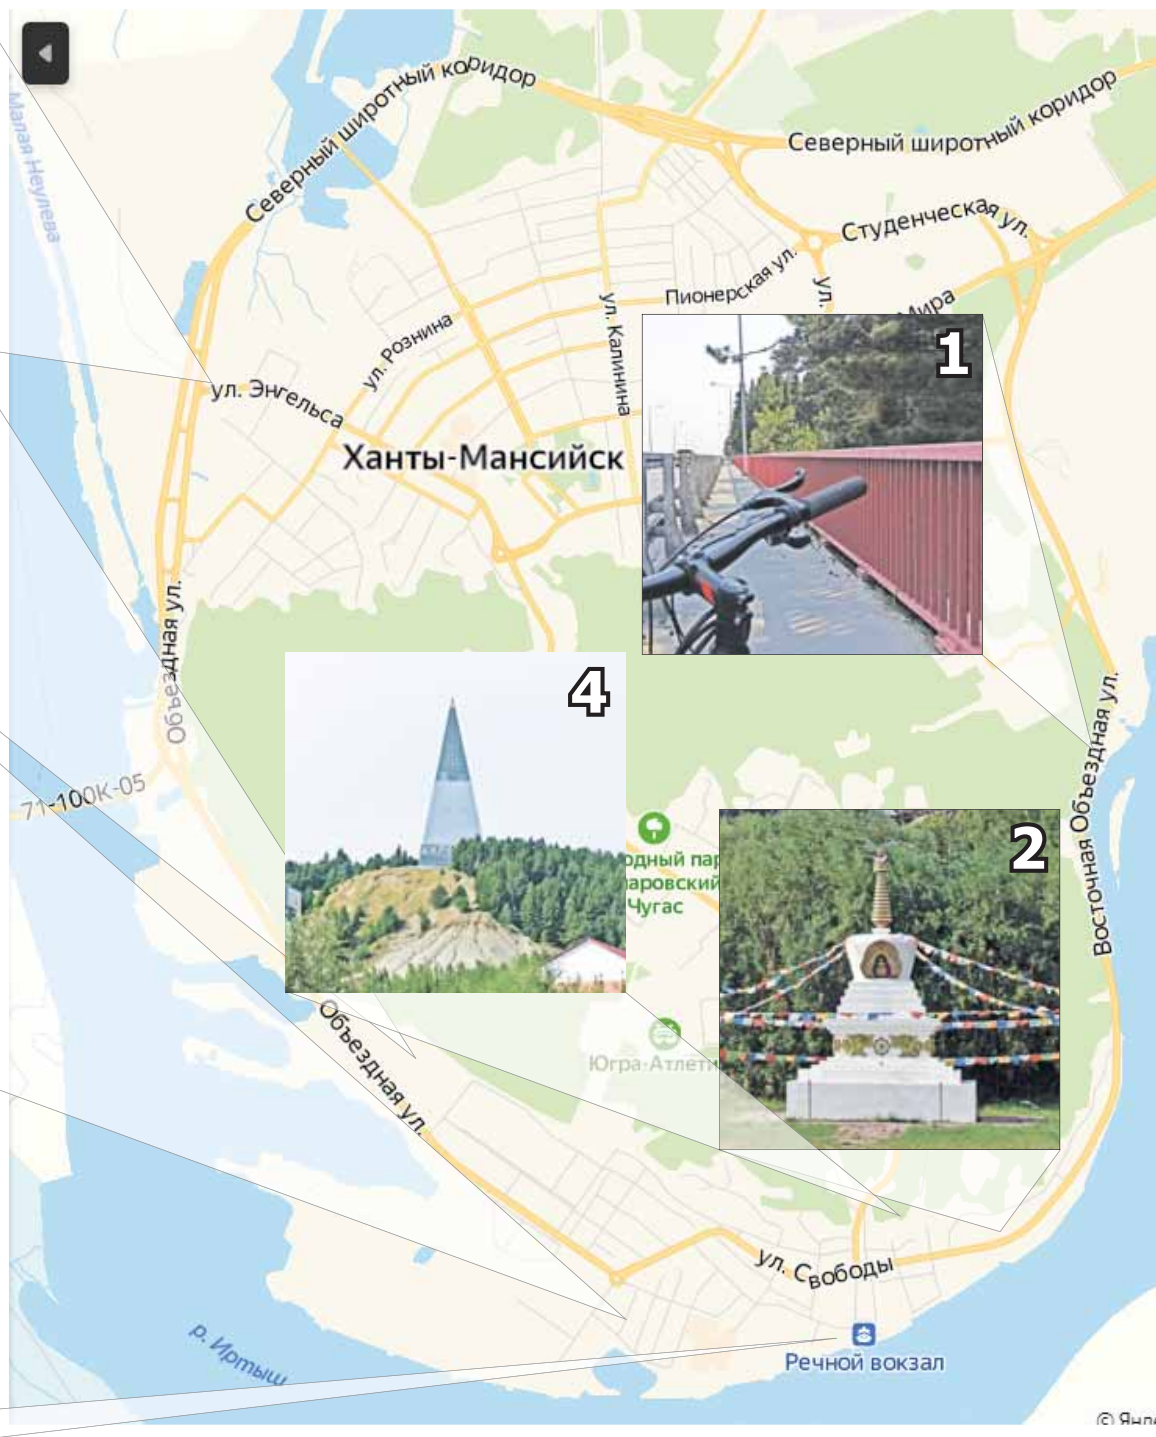 Малая Неулева
Северный широтный коридор
Северный широтный коридор
Студенческая ул.
Пионерская ул.
ул.
Мира
ул. Калинина
ул. Рознина
ул. Энгельса
Ханты-Мансийск
1
Объездная ул.
4
71-100К-05
Восточная Объездная ул.
2
одный пар
аровский
Чугас
Объездная ул.
Югра-Атлети
ул. Свободы
р. Иртыш
Речной вокзал
© Янде